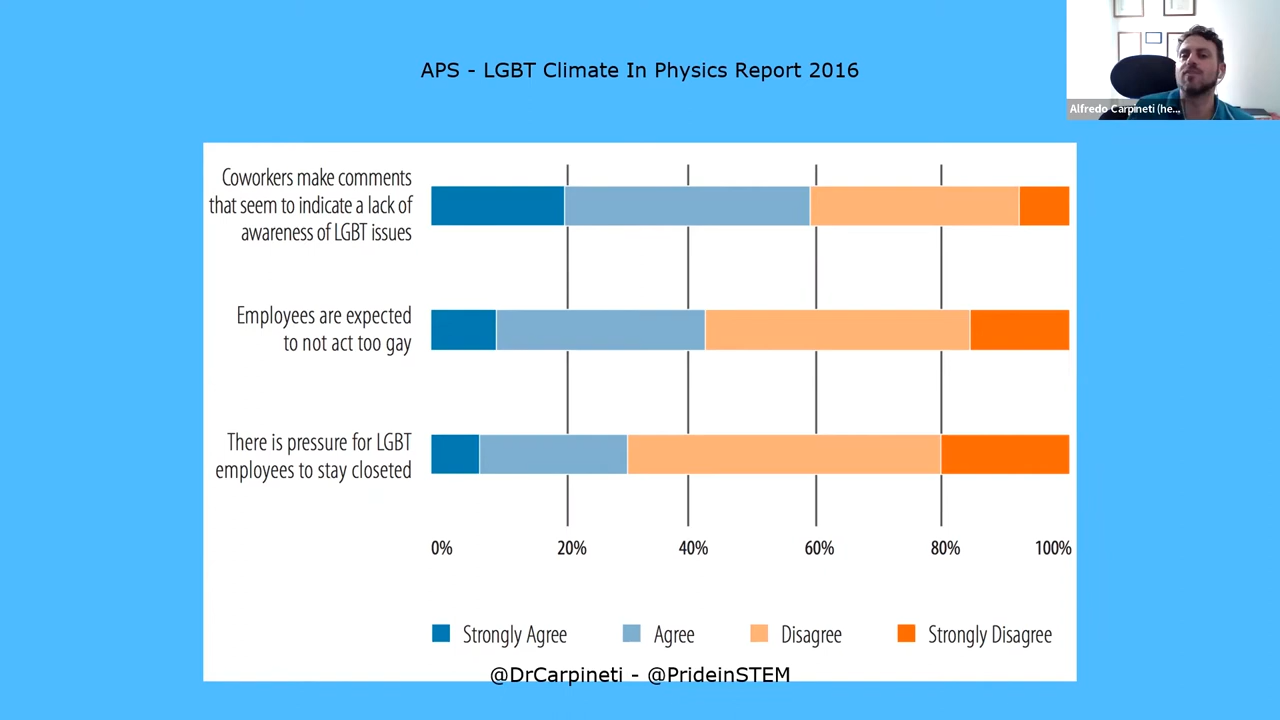 APS - LGBT Climate In Physics Report 2016
Alfredo Carpineti (he...
Coworkers make comments
that seem to indicate a lack of
awareness of LGBT issues
Employees are expected
to not act too gay
There is pressure for LGBT
employees to stay closeted
0% 20% 40% 60% 80% 100%
Strongly Agree Agree Disagree Strongly Disagree
@DrCarpineti - @PrideinSTEM